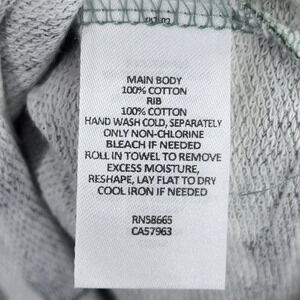 MAIN BODY
100% COTTON
RIB
100% COTTON
HAND WASH COLD, SEPARATELY
ONLY NON-CHLORINE
BLEACH IF NEEDED
ROLL IN TOWEL TO REMOVE
EXCESS MOISTURE,
RESHAPE, LAY FLAT TO DRY
COOL IRON IF NEEDED
RN58665
CA57963